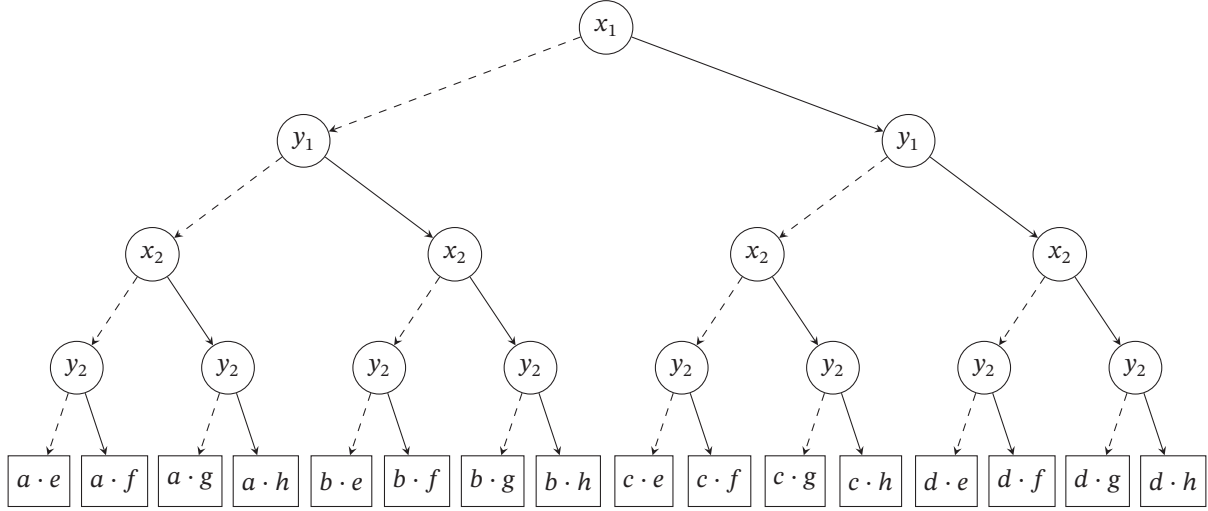 x₁
y₁ y₁
x₂ x₂ x₂ x₂
y₂ y₂ y₂ y₂ y₂ y₂ y₂ y₂
a · e a · f a · g a · h b · e b · f b · g b · h c · e c · f c · g c · h d · e d · f d · g d · h